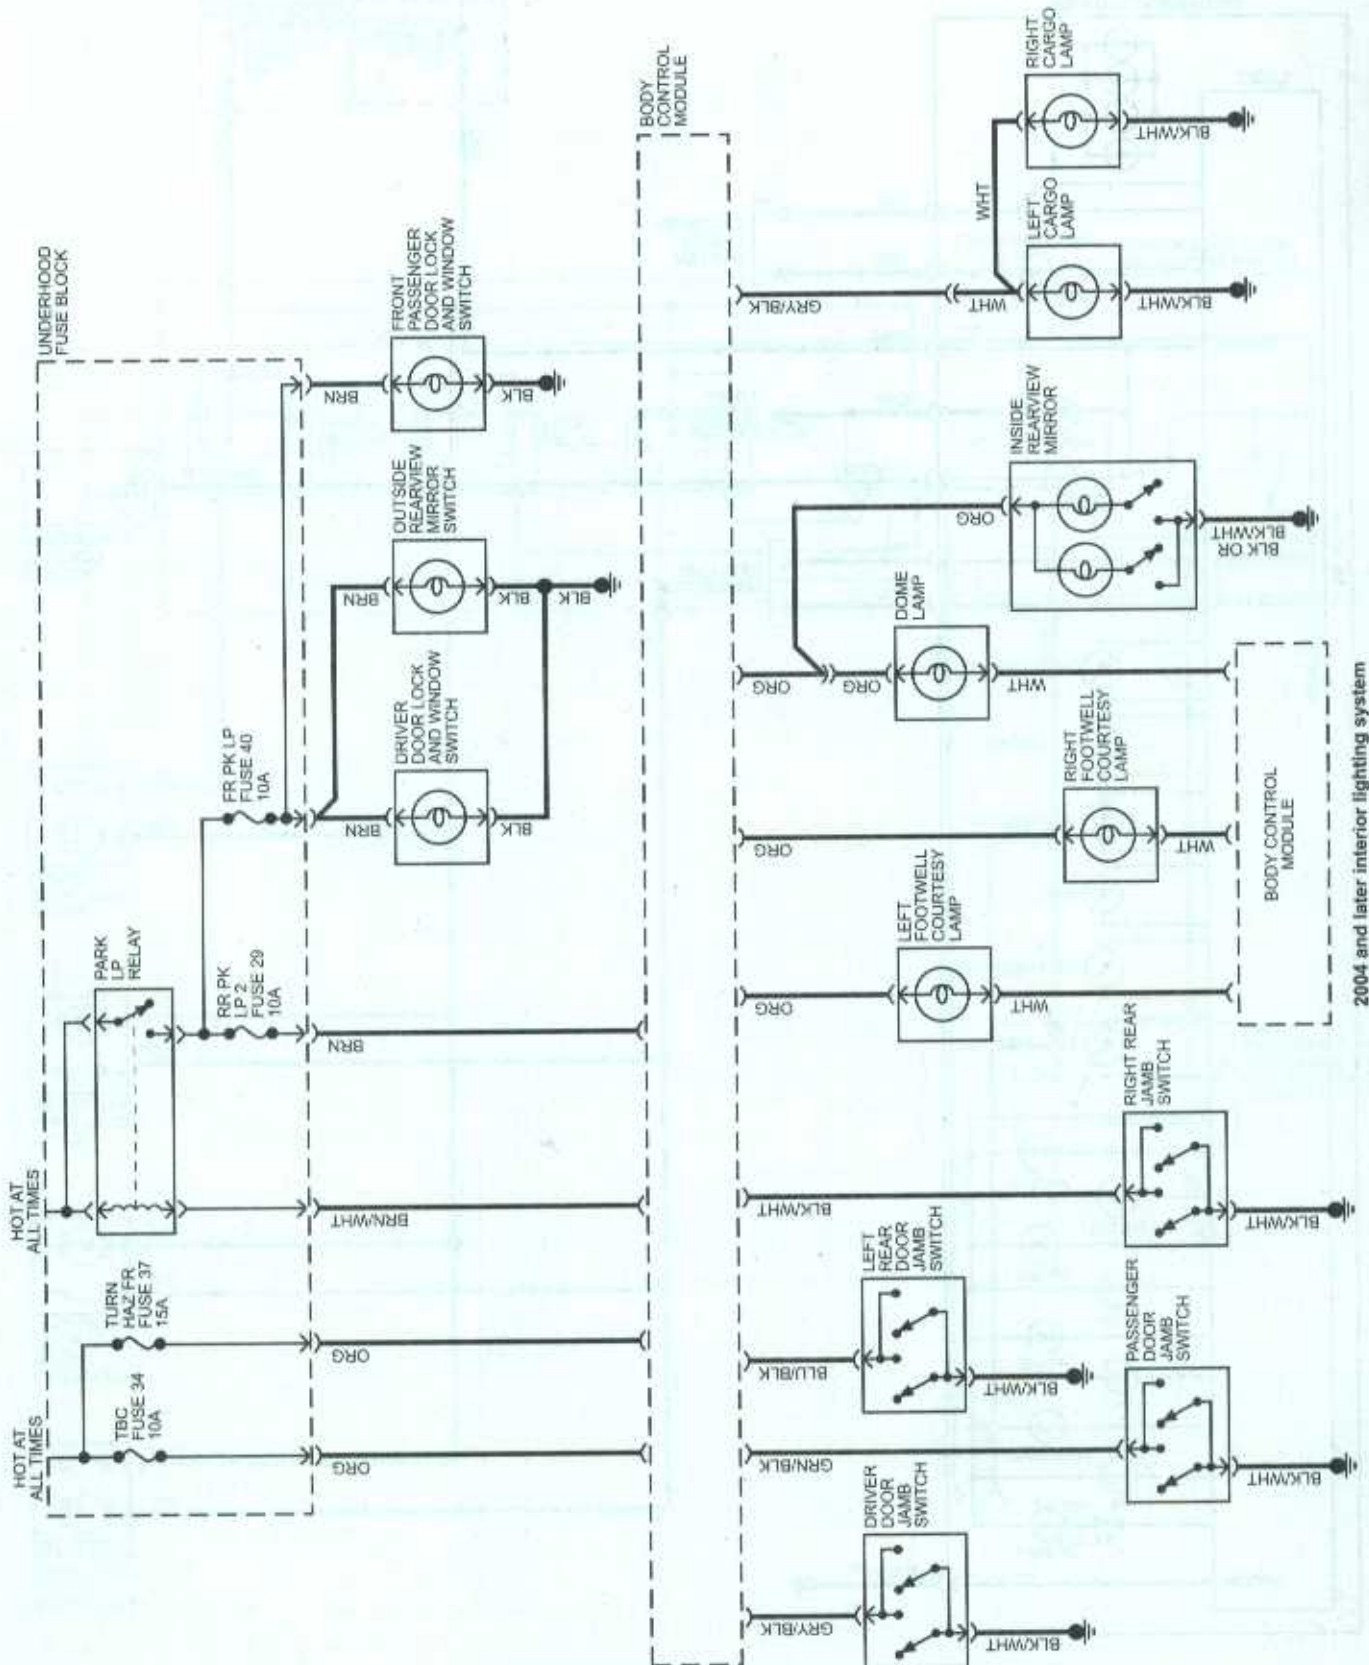 UNDERHOOD
FUSE BLOCK
HOT AT
ALL TIMES
HOT AT
ALL TIMES
TBC
FUSE 34
10A
TURN
HAZ FR
FUSE 37
15A
PARK
LP
RELAY
RR PK
LP 2
FUSE 29
10A
FR PK LP
FUSE 40
10A
ORG
ORG
BRN/WHT
BRN
BRN
BRN
BRN
DRIVER
DOOR LOCK
AND WINDOW
SWITCH
OUTSIDE
REARVIEW
MIRROR
SWITCH
FRONT
PASSENGER
DOOR LOCK
AND WINDOW
SWITCH
BLK
BLK
BLK
BLK
BODY
CONTROL
MODULE
GRY/BLK
GRN/BLK
BLU/BLK
BLK/WHT
ORG
ORG
ORG
ORG
ORG
GRY/BLK
WHT
WHT
DRIVER
DOOR
JAMB
SWITCH
LEFT
REAR
DOOR
JAMB
SWITCH
PASSENGER
DOOR
JAMB
SWITCH
RIGHT REAR
JAMB
SWITCH
BLK/WHT
BLK/WHT
BLK/WHT
BLK/WHT
LEFT
FOOTWELL
COURTESY
LAMP
RIGHT
FOOTWELL
COURTESY
LAMP
DOME
LAMP
INSIDE
REARVIEW
MIRROR
LEFT
CARGO
LAMP
RIGHT
CARGO
LAMP
WHT
WHT
WHT
BLK OR
BLK/WHT
BLK/WHT
BLK/WHT
BODY CONTROL
MODULE
2004 and later interior lighting system